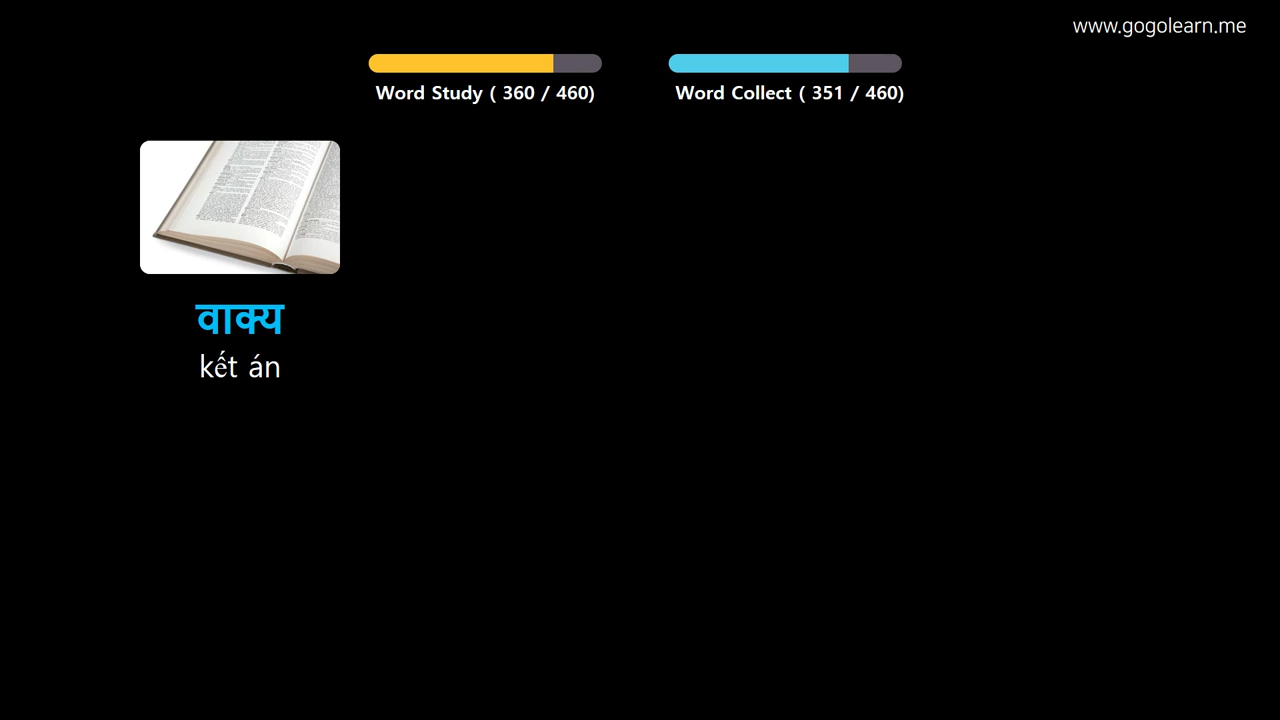 www.gogolearn.me
Word Study ( 360 / 460)
Word Collect ( 351 / 460)
वाक्य
kết án